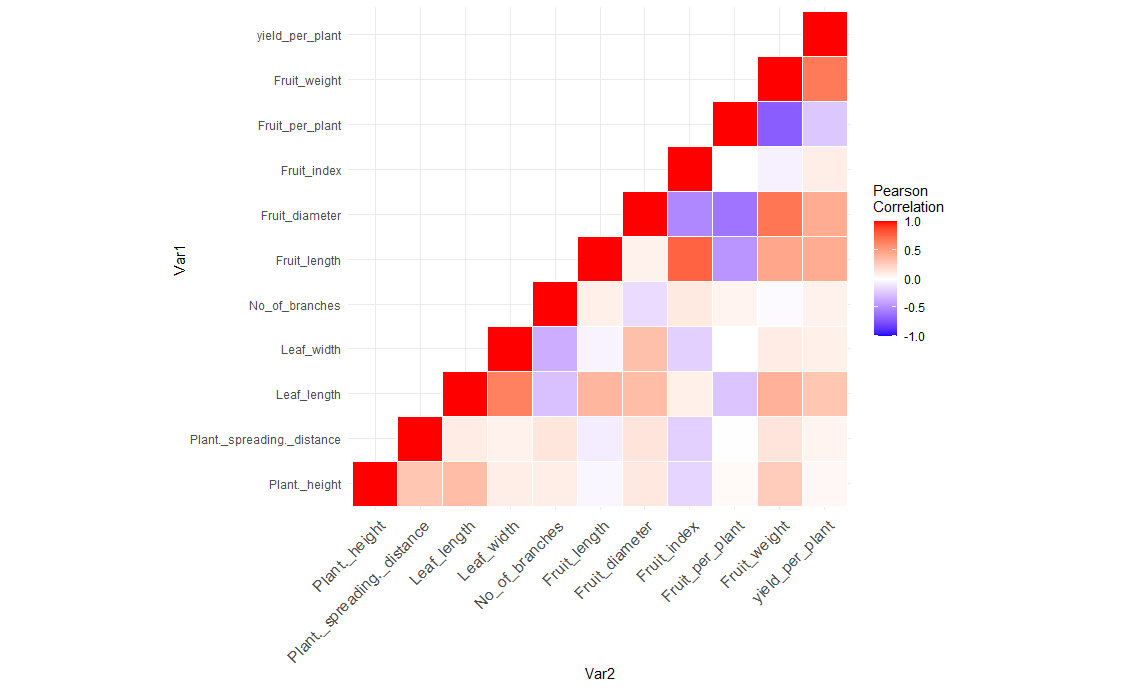 yield_per_plant
Fruit_weight
Fruit_per_plant
Fruit_index
Fruit_diameter
Fruit_length
No_of_branches
Leaf_width
Leaf_length
Plant._spreading._distance
Plant._height
Var1
Plant._height
Plant._spreading._distance
Leaf_length
Leaf_width
No_of_branches
Fruit_length
Fruit_diameter
Fruit_index
Fruit_per_plant
Fruit_weight
yield_per_plant
Var2
Pearson
Correlation
1.0
0.5
0.0
-0.5
-1.0